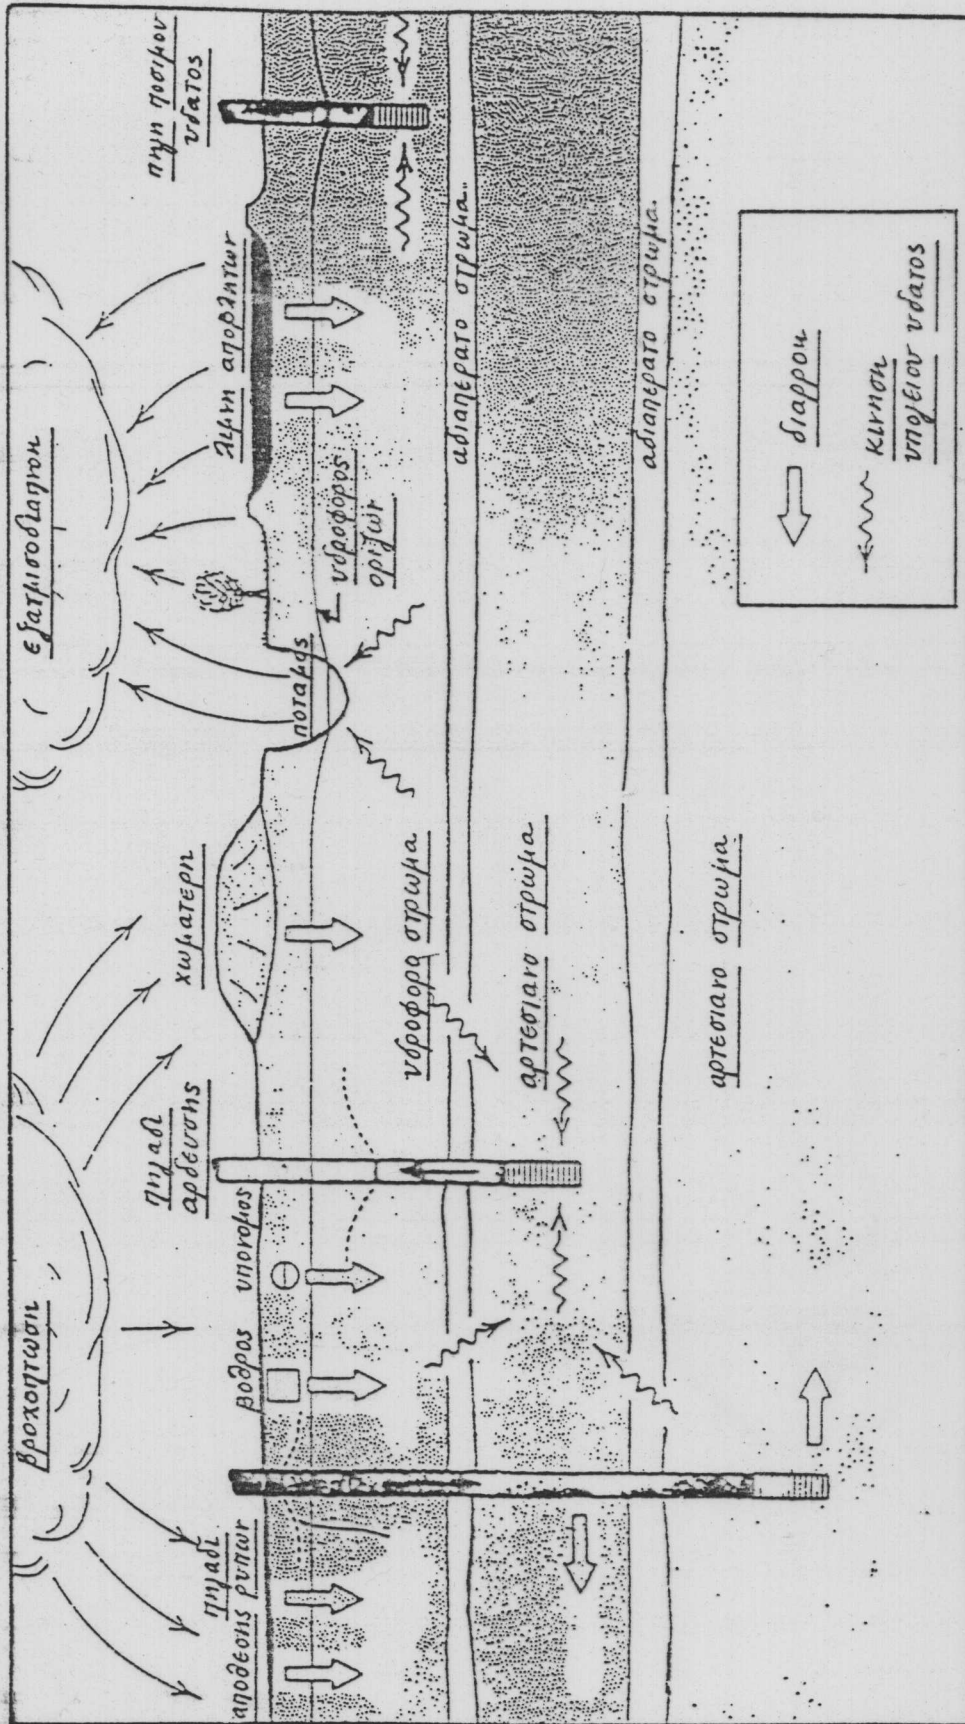 βροχοπτωση
εξατμισοδιαπνοη
πηγαδι
αποθεσης ρυπων
βοθρος
υπονομος
πηγαδι
αρδευσης
χωματερη
ποταμος
υδροφορος
οριζων
λιμνη αποβλητων
πηγη ποσιμου
υδατος
υδροφορα στρωμα
αδιαπερατο στρωμα.
αρτεσιανο στρωμα
αδιαπερατο στρωμα.
αρτεσιανο στρωμα
διαρροη
κινηση
υπογειου υδατος